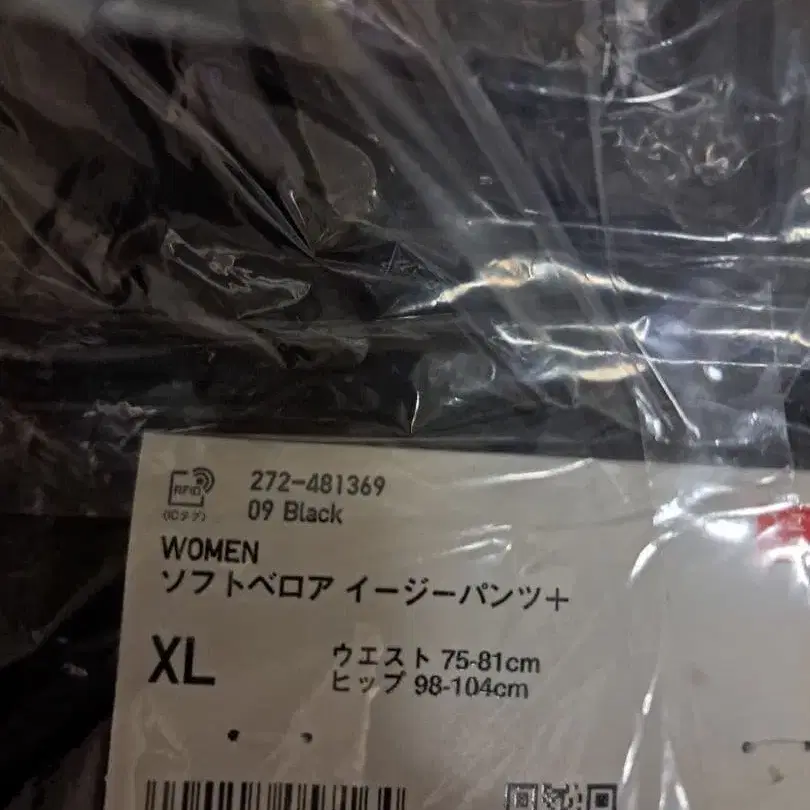 RFID
(ICタグ)
272-481369
09 Black
WOMEN
ソフトベロア イージーパンツ+
XL
ウエスト 75-81cm
ヒップ 98-104cm